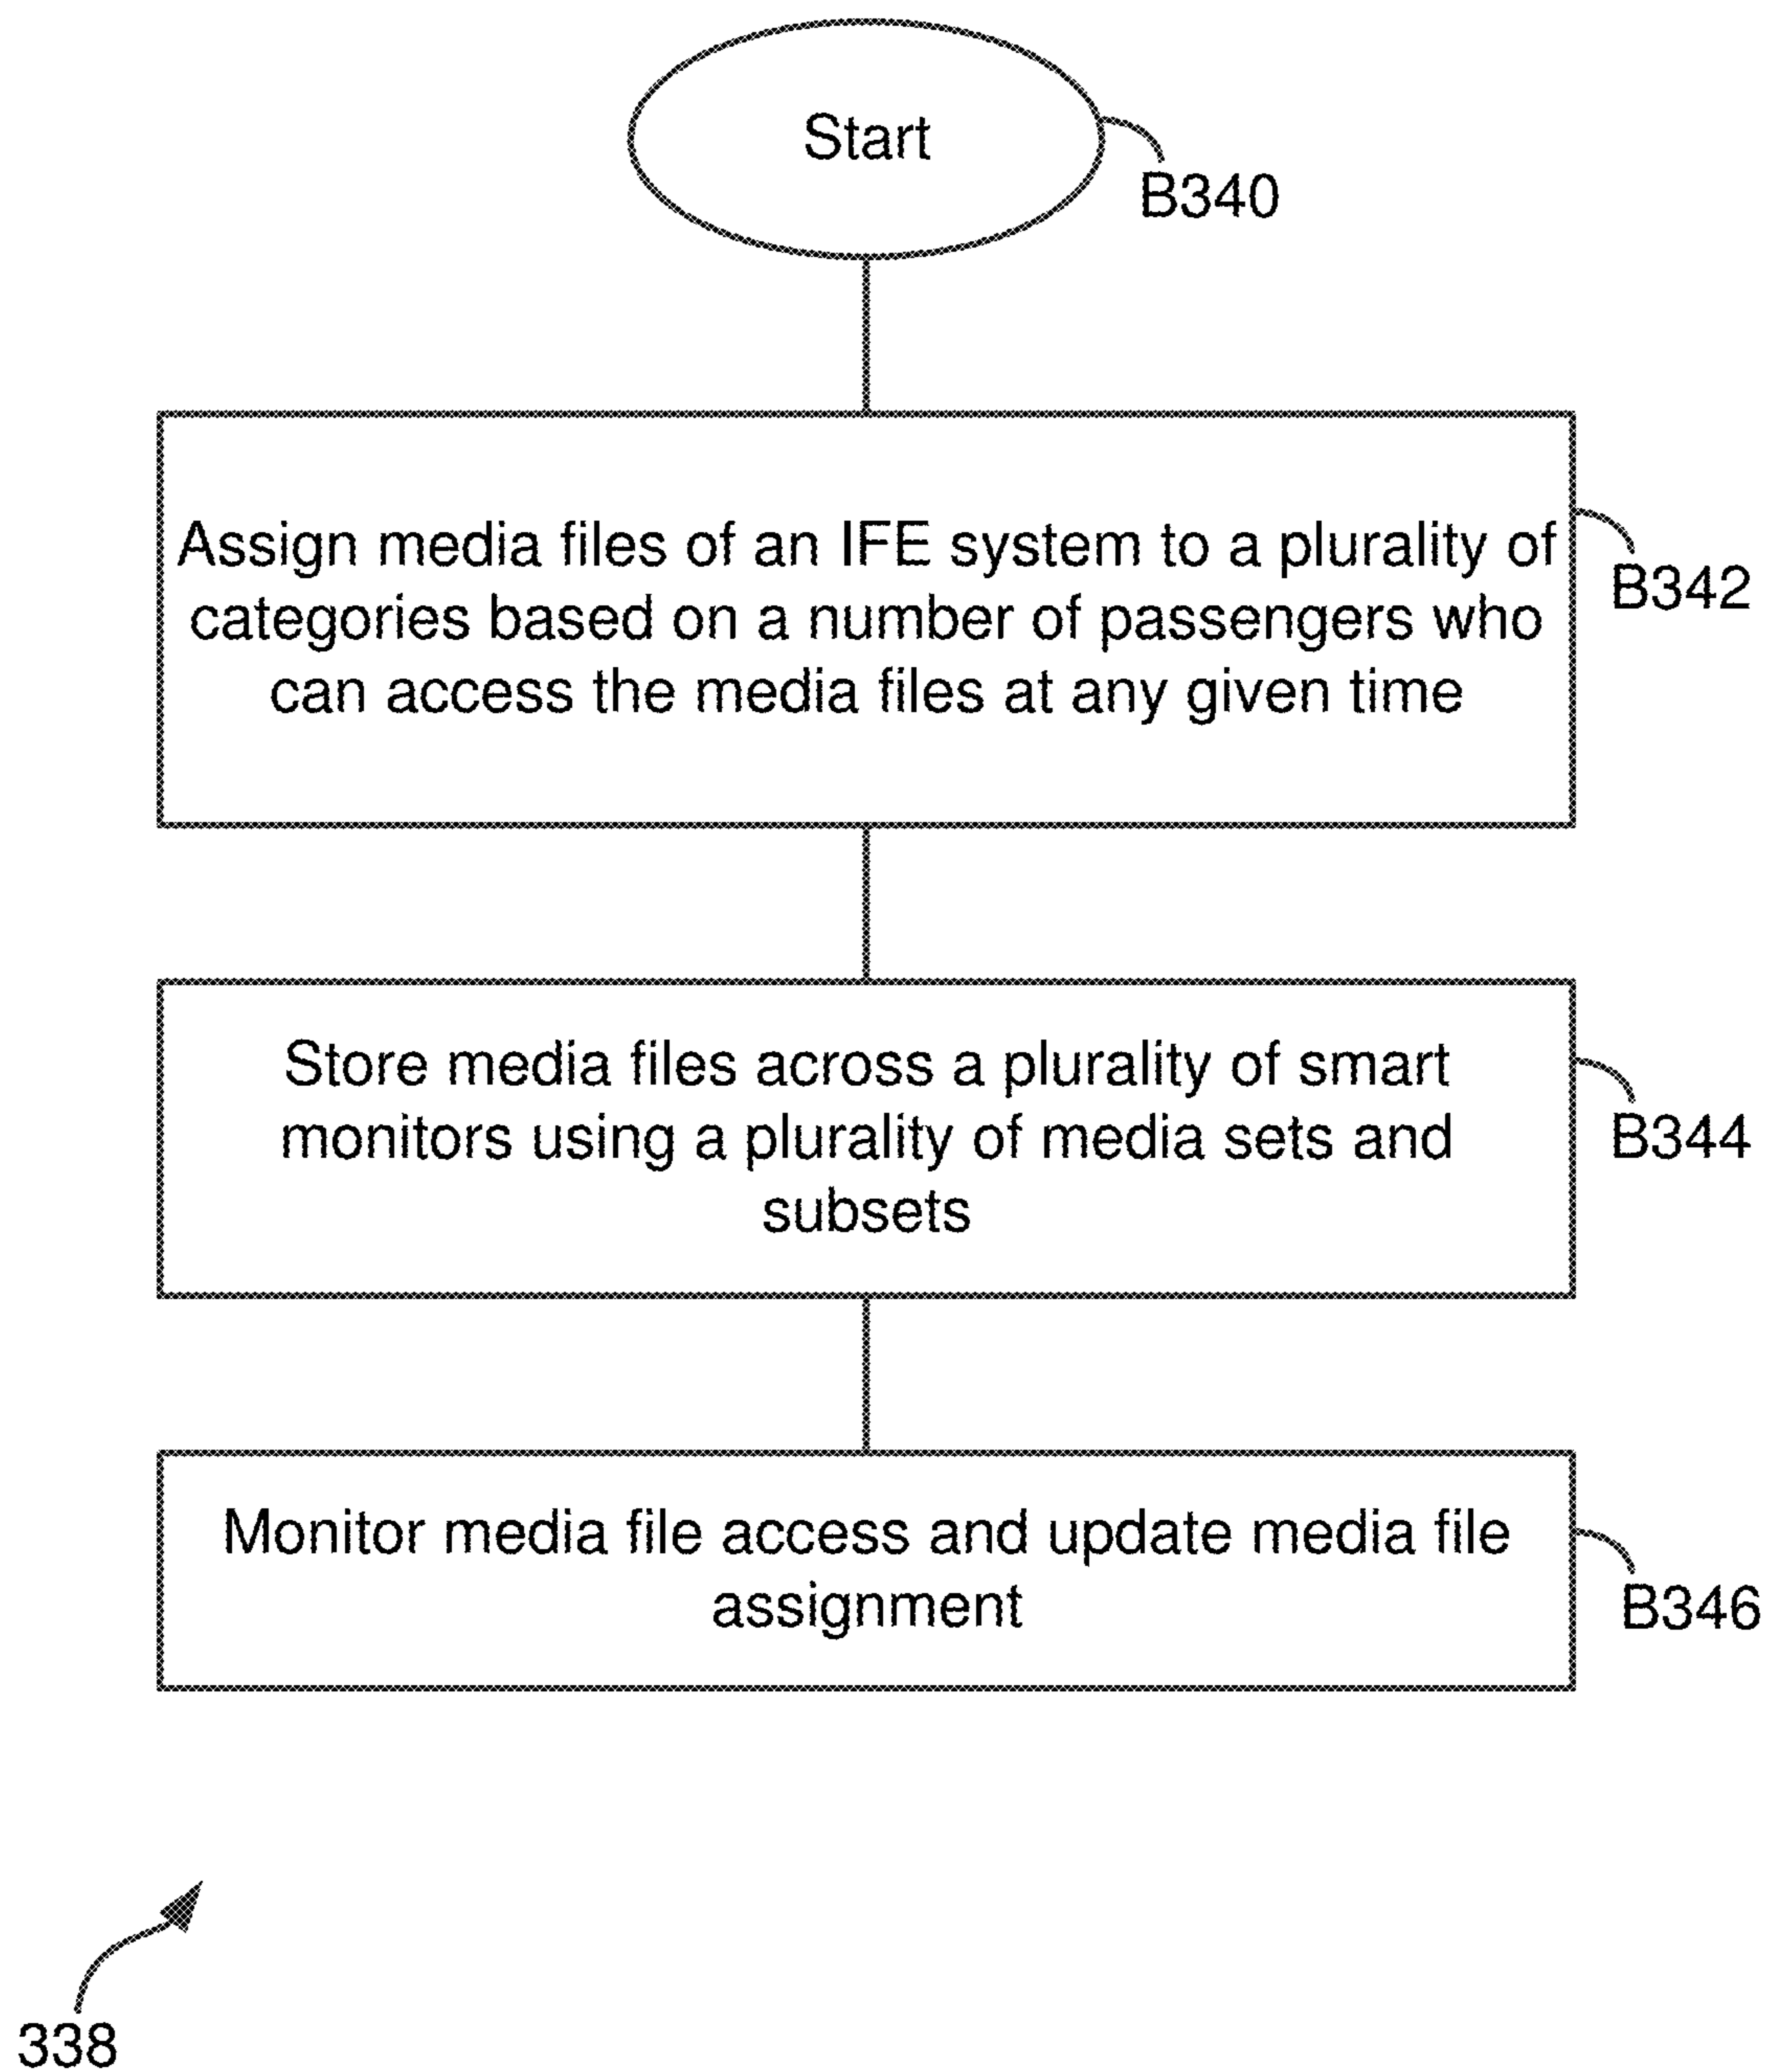 Start
B340
Assign media files of an IFE system to a plurality of
categories based on a number of passengers who
can access the media files at any given time
B342
Store media files across a plurality of smart
monitors using a plurality of media sets and
subsets
B344
Monitor media file access and update media file
assignment
B346
338